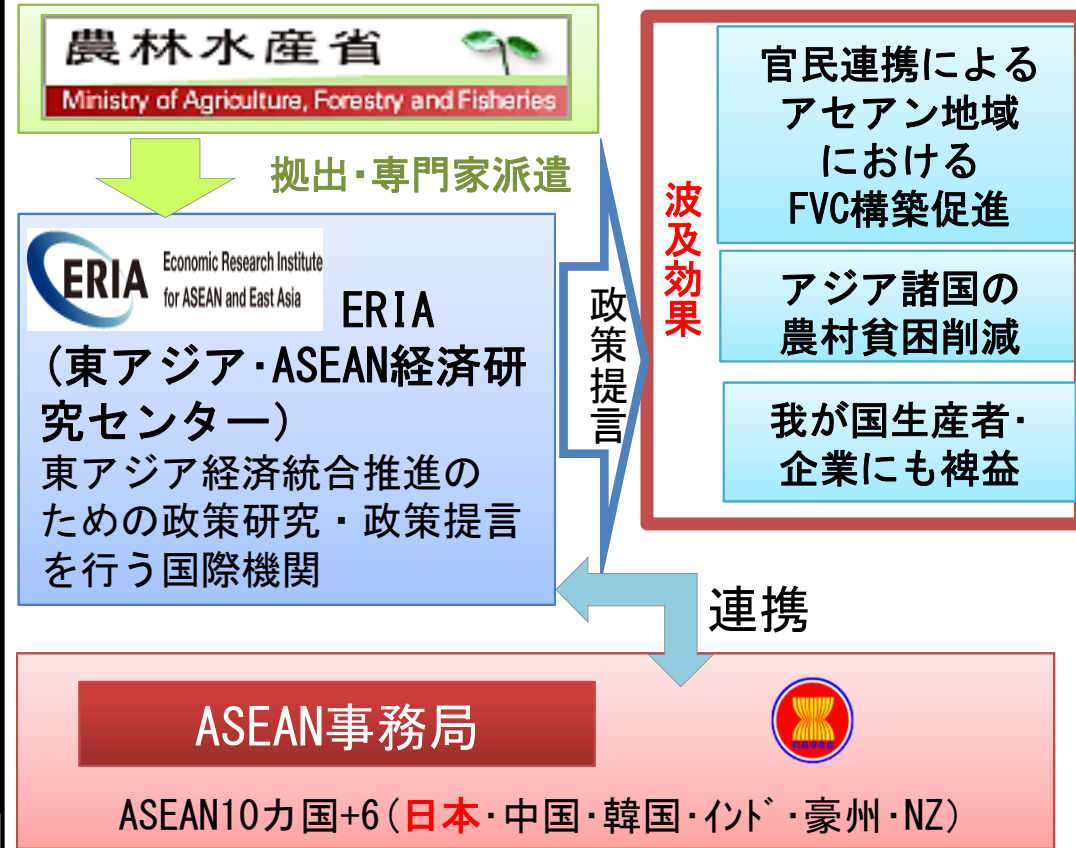 農林水産省
Ministry of Agriculture, Forestry and Fisheries
拠出・専門家派遣
ERIA
Economic Research Institute
for ASEAN and East Asia
ERIA
(東アジア・ASEAN経済研
究センター)
東アジア経済統合推進の
ための政策研究・政策提言
を行う国際機関
政策提言
波及効果
官民連携による
アセアン地域
における
FVC構築促進
アジア諸国の
農村貧困削減
我が国生産者・
企業にも裨益
連携
ASEAN事務局
ASEAN10カ国+6(日本・中国・韓国・インド・豪州・NZ)